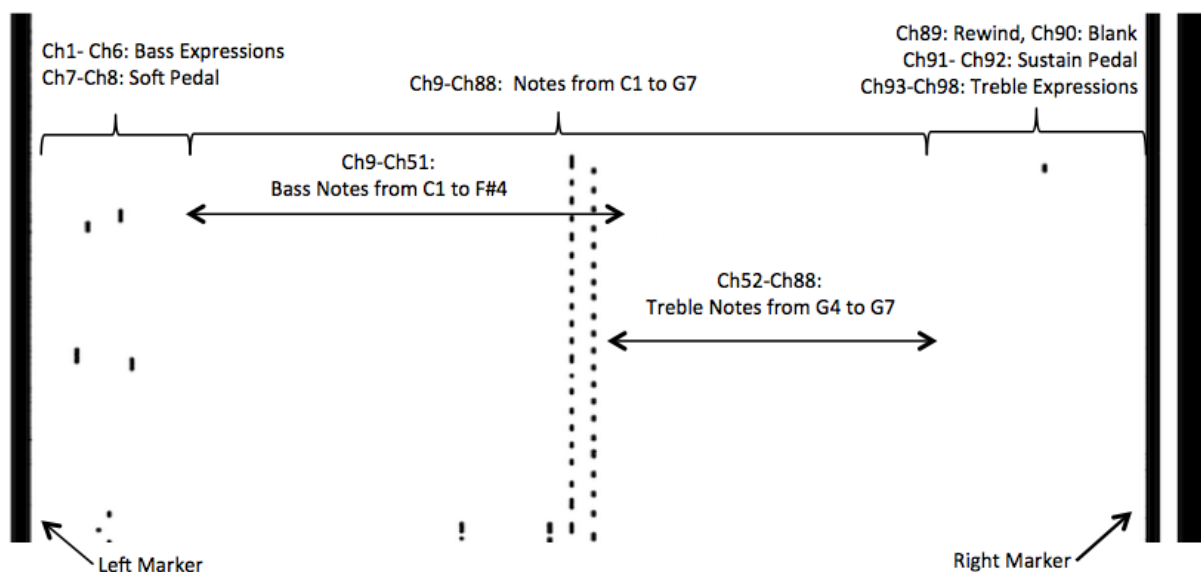 Ch1- Ch6: Bass Expressions
Ch7-Ch8: Soft Pedal
Ch9-Ch88:  Notes from C1 to G7
Ch89: Rewind, Ch90: Blank
Ch91- Ch92: Sustain Pedal
Ch93-Ch98: Treble Expressions
Ch9-Ch51:
Bass Notes from C1 to F#4
Ch52-Ch88:
Treble Notes from G4 to G7
Left Marker
Right Marker